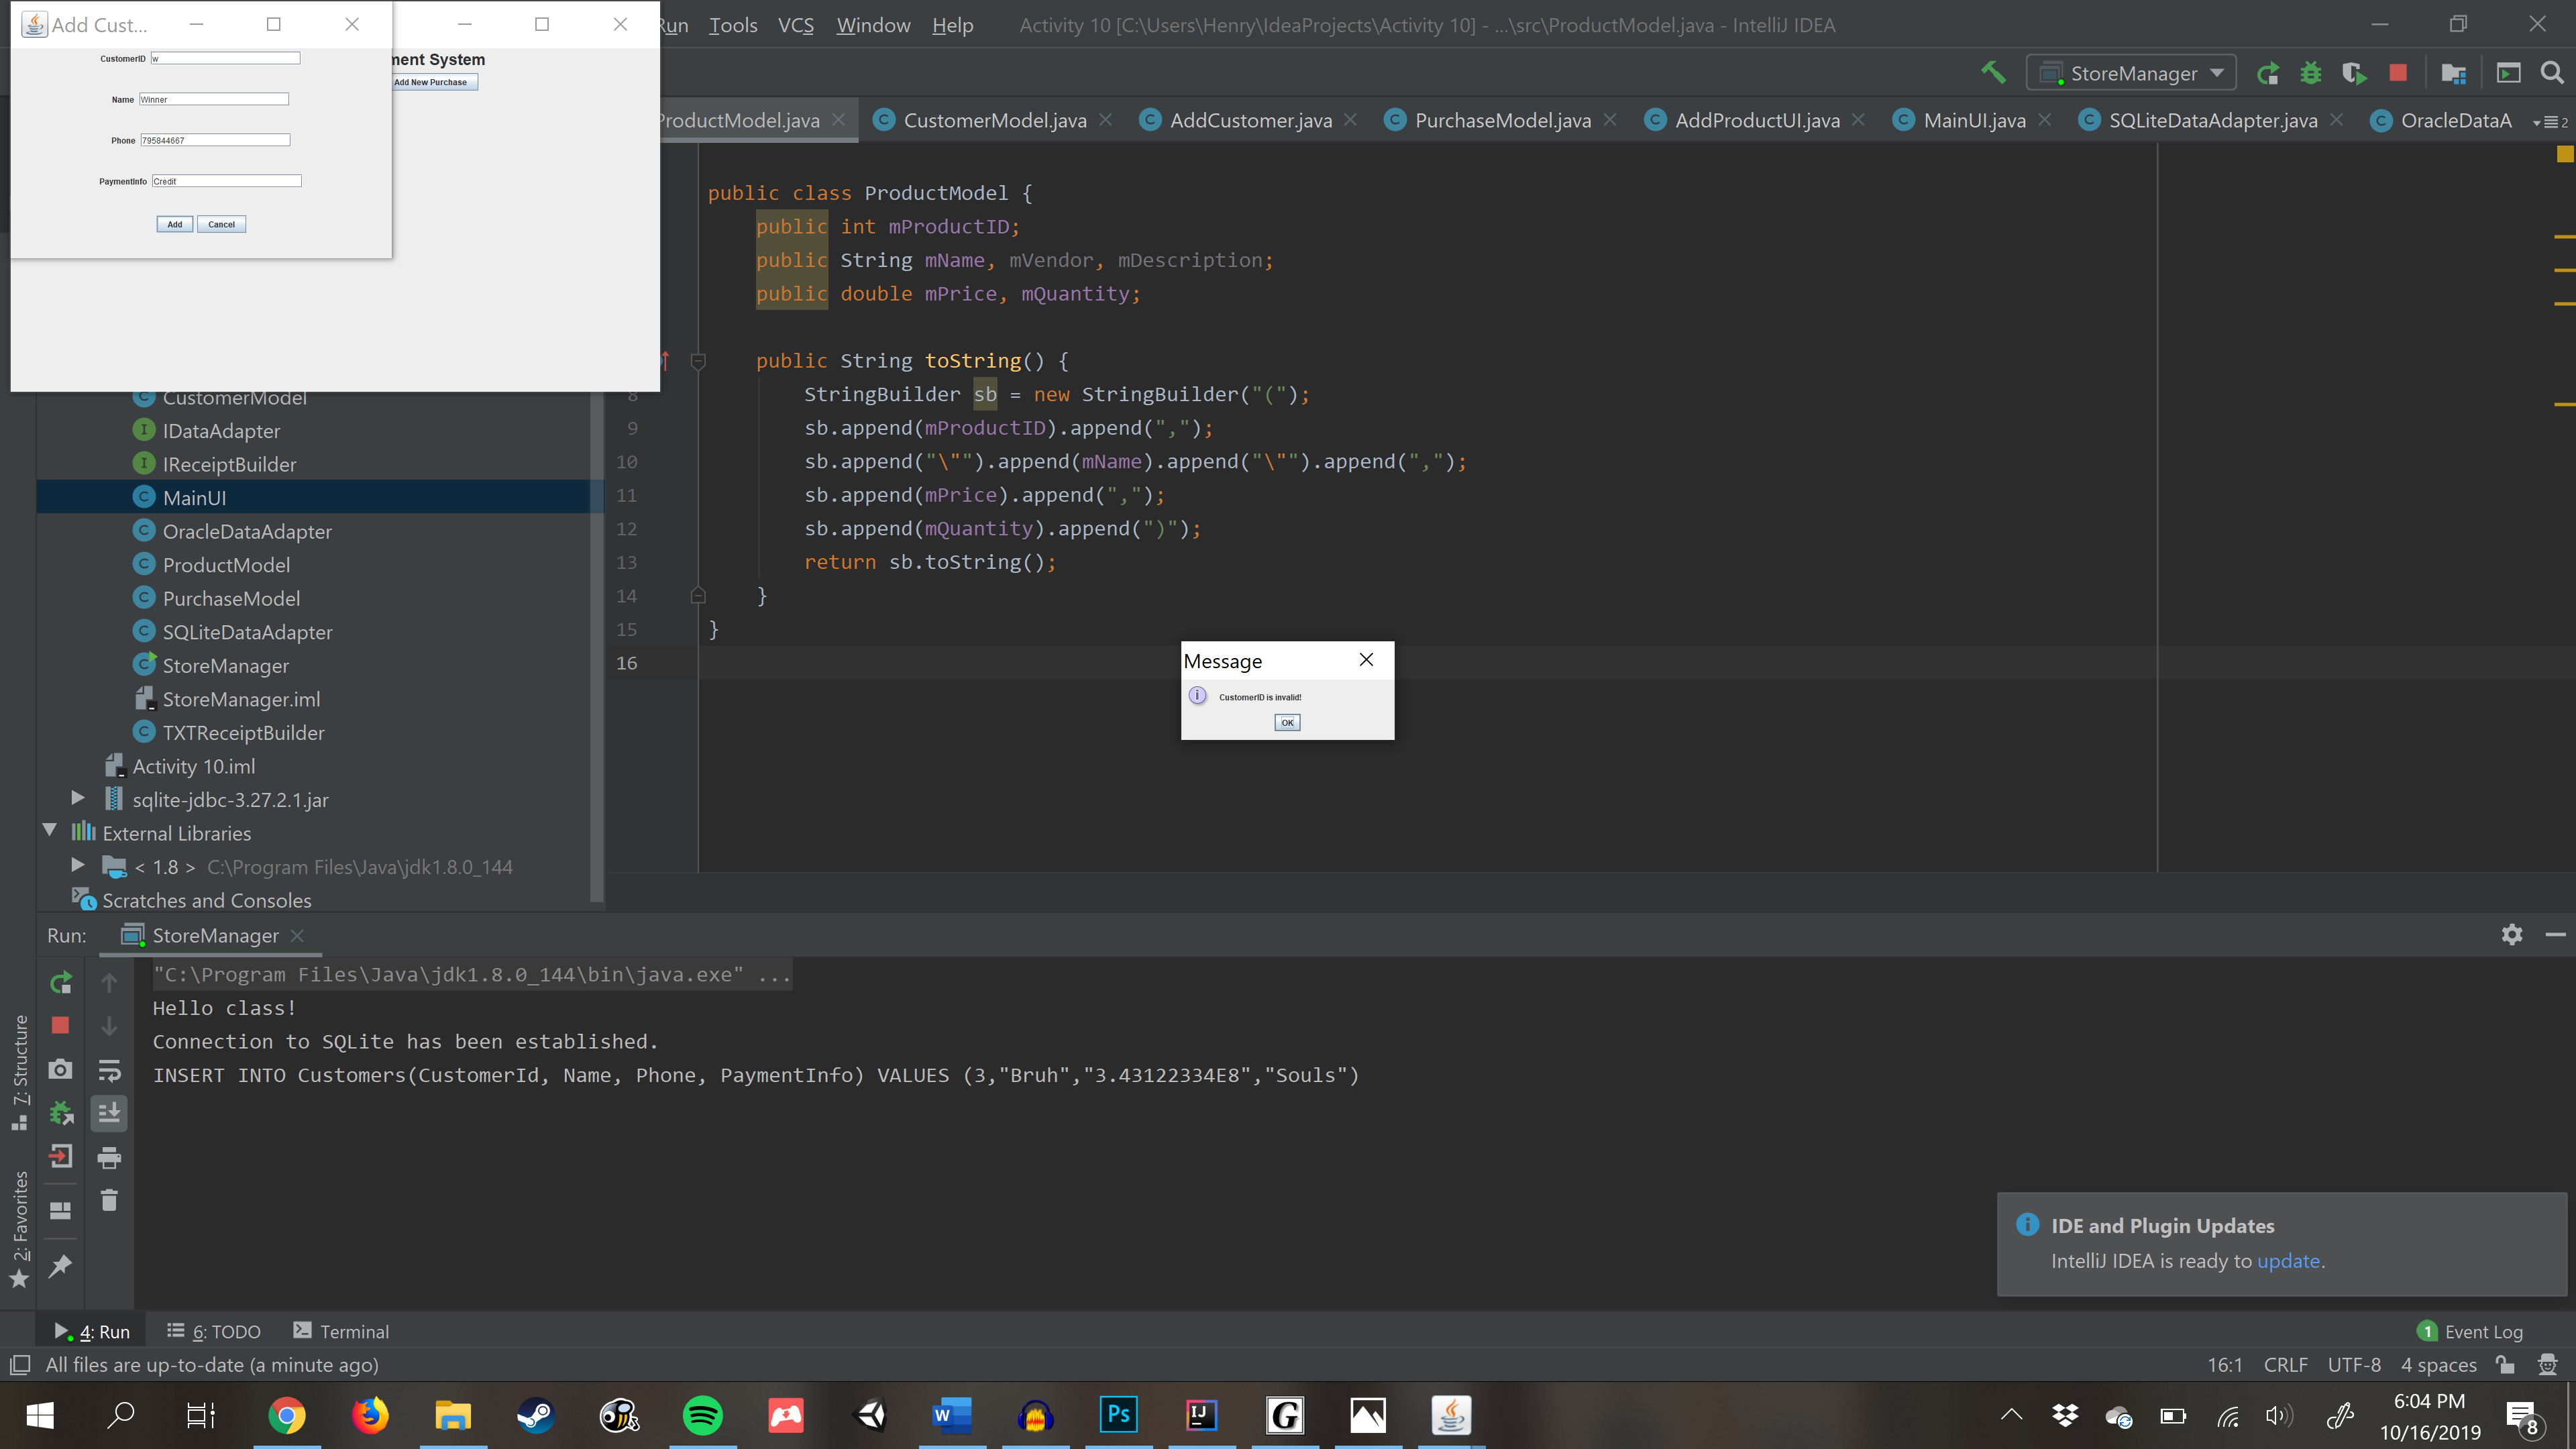 Add Cust...
CustomerID w
Name Winner
Phone 795844667
PaymentInfo Credit
Add Cancel
ment System
Add New Purchase
Run Tools VCS Window Help Activity 10 [C:\Users\Henry\IdeaProjects\Activity 10] - ...\src\ProductModel.java - IntelliJ IDEA
StoreManager
ProductModel.java CustomerModel.java AddCustomer.java PurchaseModel.java AddProductUI.java MainUI.java SQLiteDataAdapter.java OracleDataA 2
public class ProductModel {
public int mProductID;
public String mName, mVendor, mDescription;
public double mPrice, mQuantity;
public String toString() {
8 StringBuilder sb = new StringBuilder("(");
9 sb.append(mProductID).append(",");
10 sb.append("\"").append(mName).append("\"").append(",");
11 sb.append(mPrice).append(",");
12 sb.append(mQuantity).append(")");
13 return sb.toString();
14 }
15 }
16
CustomerModel
IDataAdapter
IReceiptBuilder
MainUI
OracleDataAdapter
ProductModel
PurchaseModel
SQLiteDataAdapter
StoreManager
StoreManager.iml
TXTReceiptBuilder
Activity 10.iml
sqlite-jdbc-3.27.2.1.jar
External Libraries
< 1.8 > C:\Program Files\Java\jdk1.8.0_144
Scratches and Consoles
Message
CustomerID is invalid!
OK
Run: StoreManager
"C:\Program Files\Java\jdk1.8.0_144\bin\java.exe" ...
Hello class!
Connection to SQLite has been established.
INSERT INTO Customers(CustomerId, Name, Phone, PaymentInfo) VALUES (3,"Bruh","3.43122334E8","Souls")
7: Structure
2: Favorites
IDE and Plugin Updates
IntelliJ IDEA is ready to update.
4: Run 6: TODO Terminal 1 Event Log
All files are up-to-date (a minute ago) 16:1 CRLF UTF-8 4 spaces
W Ps IJ G
6:04 PM
10/16/2019
8